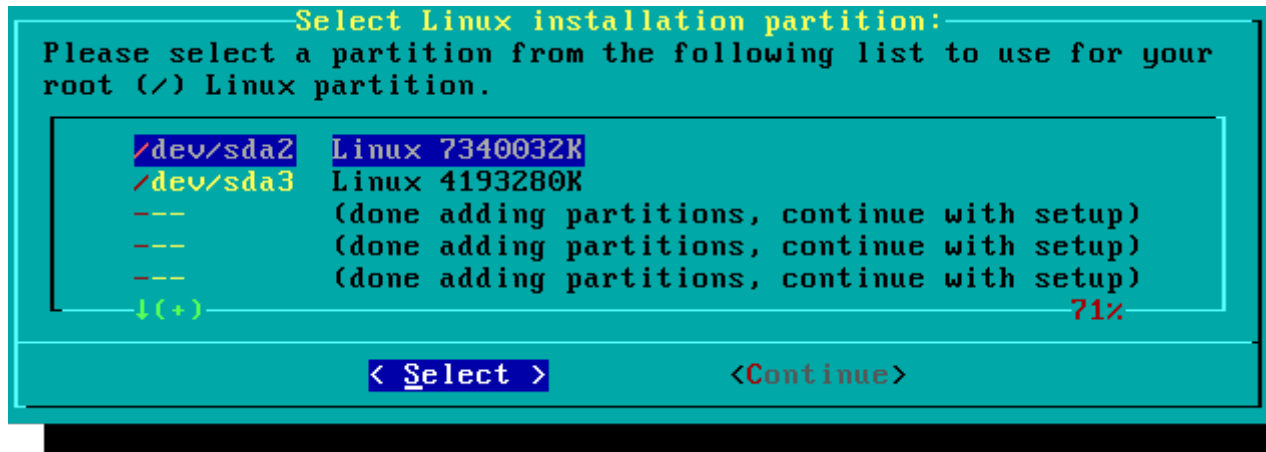 Select Linux installation partition:
Please select a partition from the following list to use for your
root (/) Linux partition.
/dev/sda2 Linux 7340032K
/dev/sda3 Linux 4193280K
--- (done adding partitions, continue with setup)
--- (done adding partitions, continue with setup)
--- (done adding partitions, continue with setup)
↓(+) 71%
< Select > <Continue>